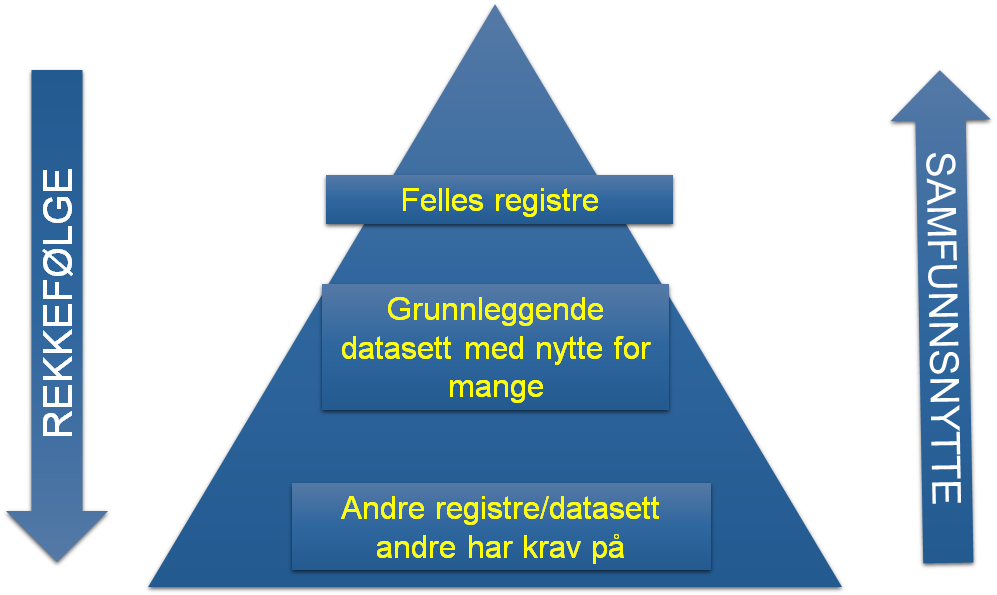 REKKEFØLGE
Felles registre
Grunnleggende
datasett med nytte for
mange
Andre registre/datasett
andre har krav på
SAMFUNNSNYTTE